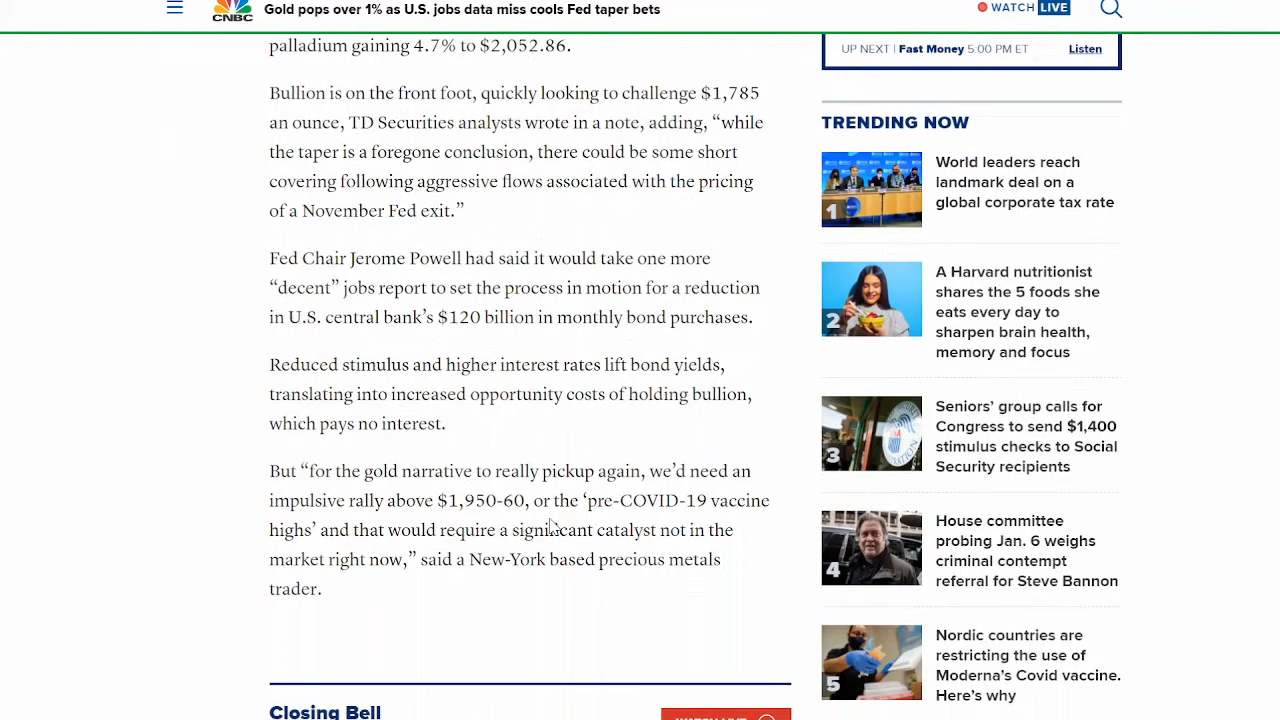 CNBC
Gold pops over 1% as U.S. jobs data miss cools Fed taper bets
WATCH LIVE
palladium gaining 4.7% to $2,052.86.
Bullion is on the front foot, quickly looking to challenge $1,785
an ounce, TD Securities analysts wrote in a note, adding, “while
the taper is a foregone conclusion, there could be some short
covering following aggressive flows associated with the pricing
of a November Fed exit.”
Fed Chair Jerome Powell had said it would take one more
“decent” jobs report to set the process in motion for a reduction
in U.S. central bank’s $120 billion in monthly bond purchases.
Reduced stimulus and higher interest rates lift bond yields,
translating into increased opportunity costs of holding bullion,
which pays no interest.
But “for the gold narrative to really pickup again, we’d need an
impulsive rally above $1,950-60, or the ‘pre-COVID-19 vaccine
highs’ and that would require a significant catalyst not in the
market right now,” said a New-York based precious metals
trader.
Closing Bell
WATCH LIVE
UP NEXT | Fast Money 5:00 PM ET
Listen
TRENDING NOW
1
World leaders reach
landmark deal on a
global corporate tax rate
2
A Harvard nutritionist
shares the 5 foods she
eats every day to
sharpen brain health,
memory and focus
3
Seniors’ group calls for
Congress to send $1,400
stimulus checks to Social
Security recipients
4
House committee
probing Jan. 6 weighs
criminal contempt
referral for Steve Bannon
5
Nordic countries are
restricting the use of
Moderna’s Covid vaccine.
Here’s why